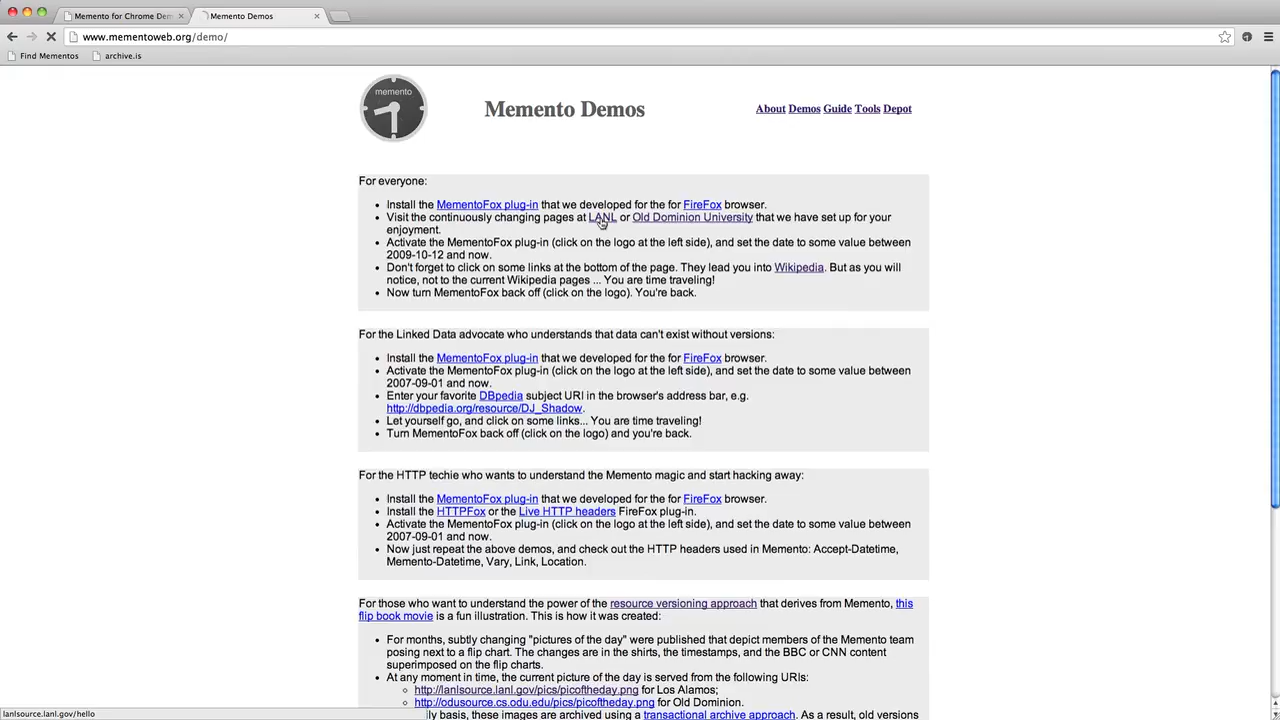 Memento for Chrome Dem
Memento Demos
www.mementoweb.org/demo/
Find Mementos
archive.is
memento
Memento Demos
About Demos Guide Tools Depot
For everyone:
Install the MementoFox plug-in that we developed for the for FireFox browser.
Visit the continuously changing pages at LANL or Old Dominion University that we have set up for your
enjoyment.
Activate the MementoFox plug-in (click on the logo at the left side), and set the date to some value between
2009-10-12 and now.
Don't forget to click on some links at the bottom of the page. They lead you into Wikipedia. But as you will
notice, not to the current Wikipedia pages ... You are time traveling!
Now turn MementoFox back off (click on the logo). You're back.
For the Linked Data advocate who understands that data can't exist without versions:
Install the MementoFox plug-in that we developed for the for FireFox browser.
Activate the MementoFox plug-in (click on the logo at the left side), and set the date to some value between
2007-09-01 and now.
Enter your favorite DBpedia subject URI in the browser's address bar, e.g.
http://dbpedia.org/resource/DJ_Shadow.
Let yourself go, and click on some links... You are time traveling!
Turn MementoFox back off (click on the logo) and you're back.
For the HTTP techie who wants to understand the Memento magic and start hacking away:
Install the MementoFox plug-in that we developed for the for FireFox browser.
Install the HTTPFox or the Live HTTP headers FireFox plug-in.
Activate the MementoFox plug-in (click on the logo at the left side), and set the date to some value between
2007-09-01 and now.
Now just repeat the above demos, and check out the HTTP headers used in Memento: Accept-Datetime,
Memento-Datetime, Vary, Link, Location.
For those who want to understand the power of the resource versioning approach that derives from Memento, this
flip book movie is a fun illustration. This is how it was created:
For months, subtly changing "pictures of the day" were published that depict members of the Memento team
posing next to a flip chart. The changes are in the shirts, the timestamps, and the BBC or CNN content
superimposed on the flip charts.
At any moment in time, the current picture of the day is served from the following URIs:
http://lanlsource.lanl.gov/pics/picoftheday.png for Los Alamos;
http://odusource.cs.odu.edu/pics/picoftheday.png for Old Dominion.
ily basis, these images are archived using a transactional archive approach. As a result, old versions
lanlsource.lanl.gov/hello